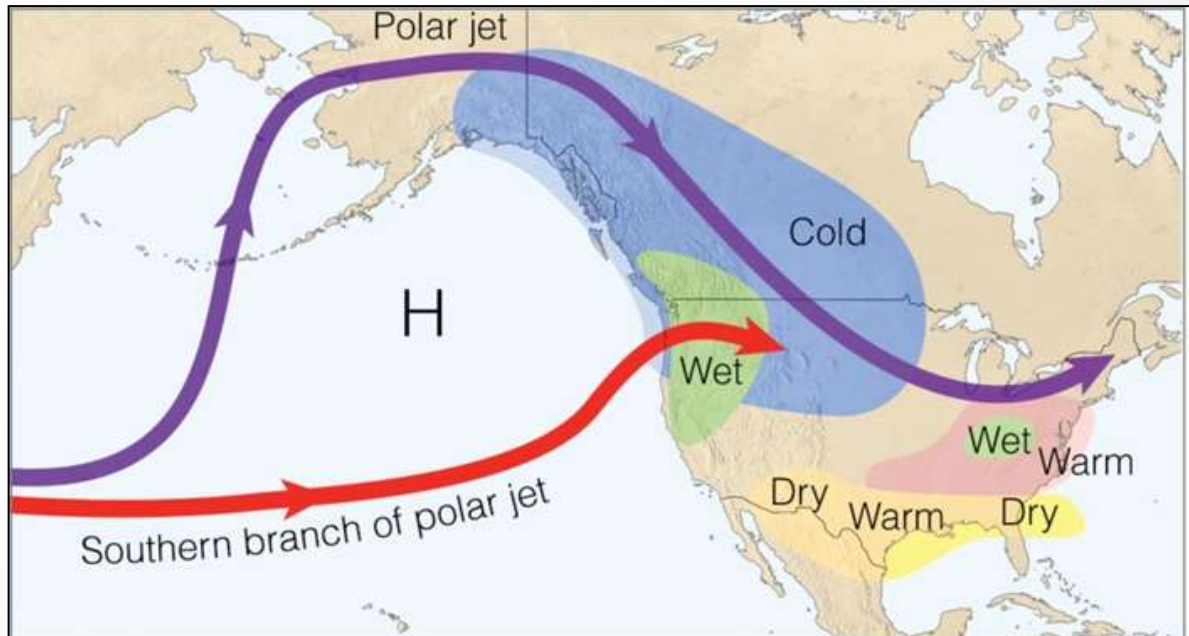 Polar jet
Cold
H
Wet
Wet
Warm
Dry
Warm
Dry
Southern branch of polar jet